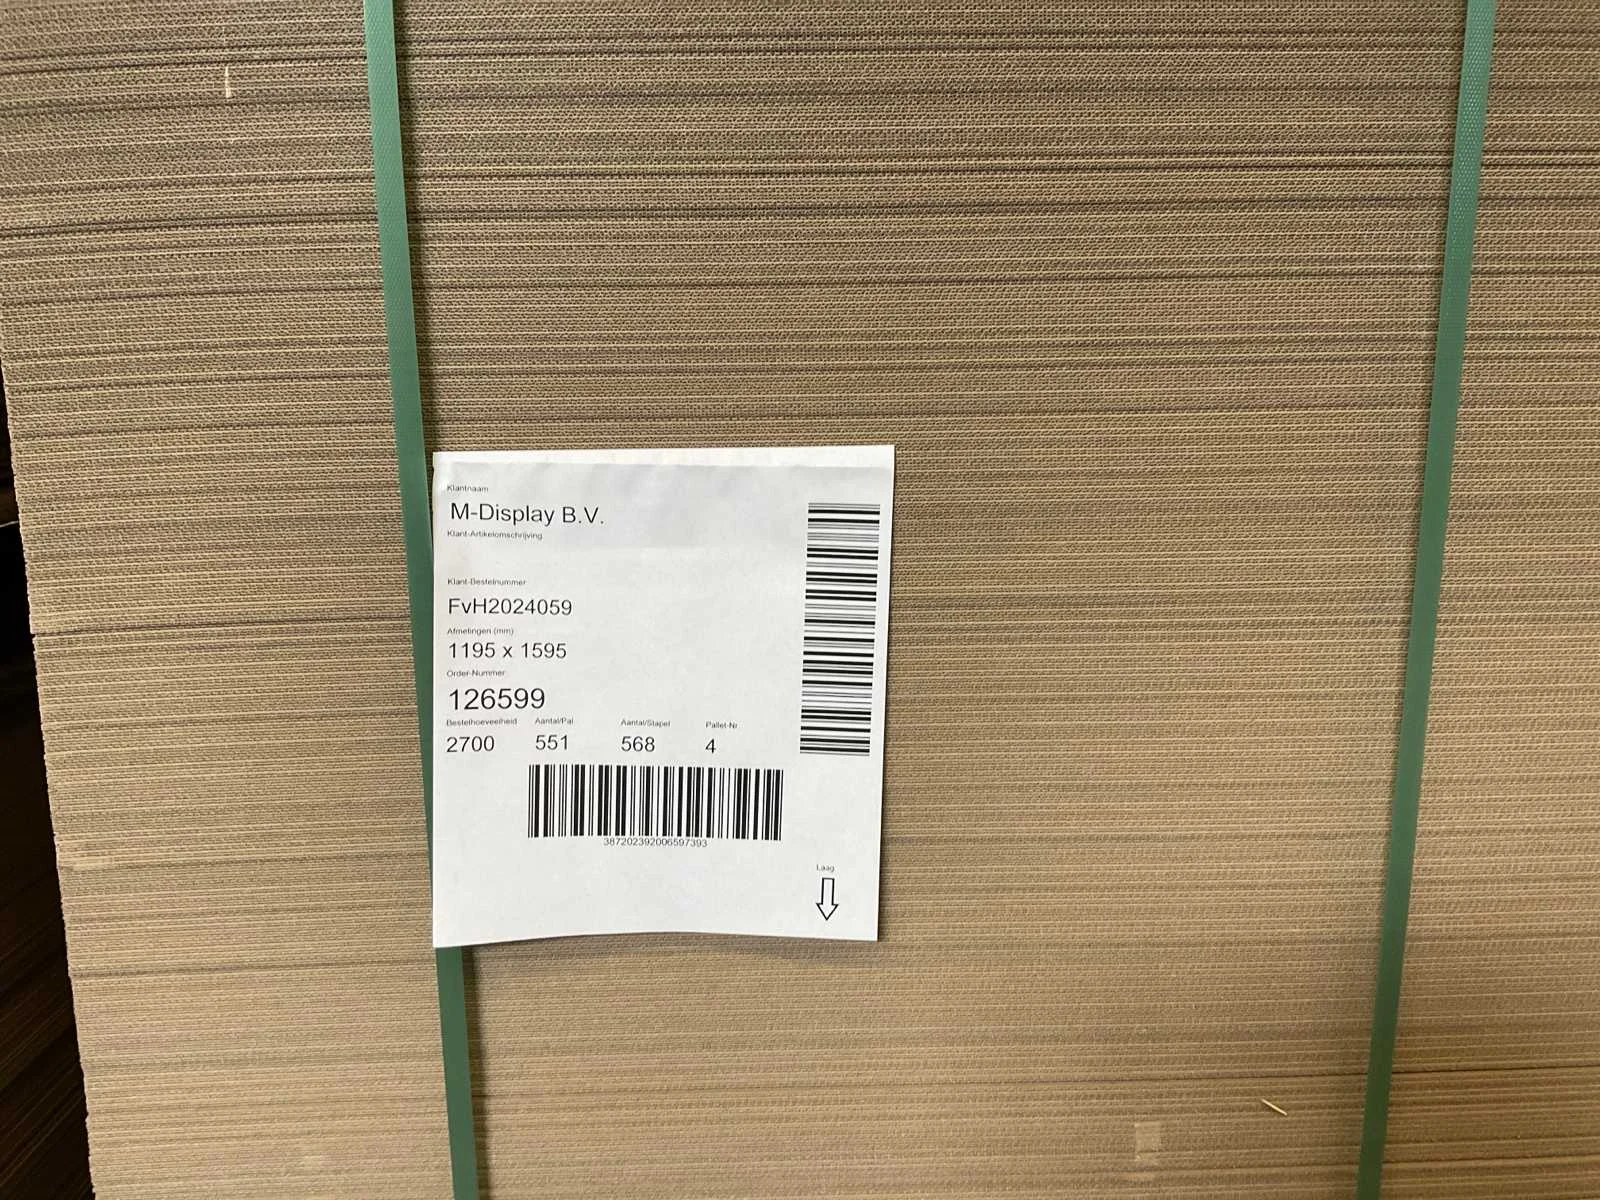 Klantnaam
M-Display B.V.
Klant-Artikelomschrijving
Klant-Bestelnummer
FvH2024059
Afmetingen (mm)
1195 x 1595
Order-Nummer
126599
Bestelhoeveelheid Aantal/Pal Aantal/Stapel Pallet-Nr.
2700 551 568 4
387202392006597393
Laag